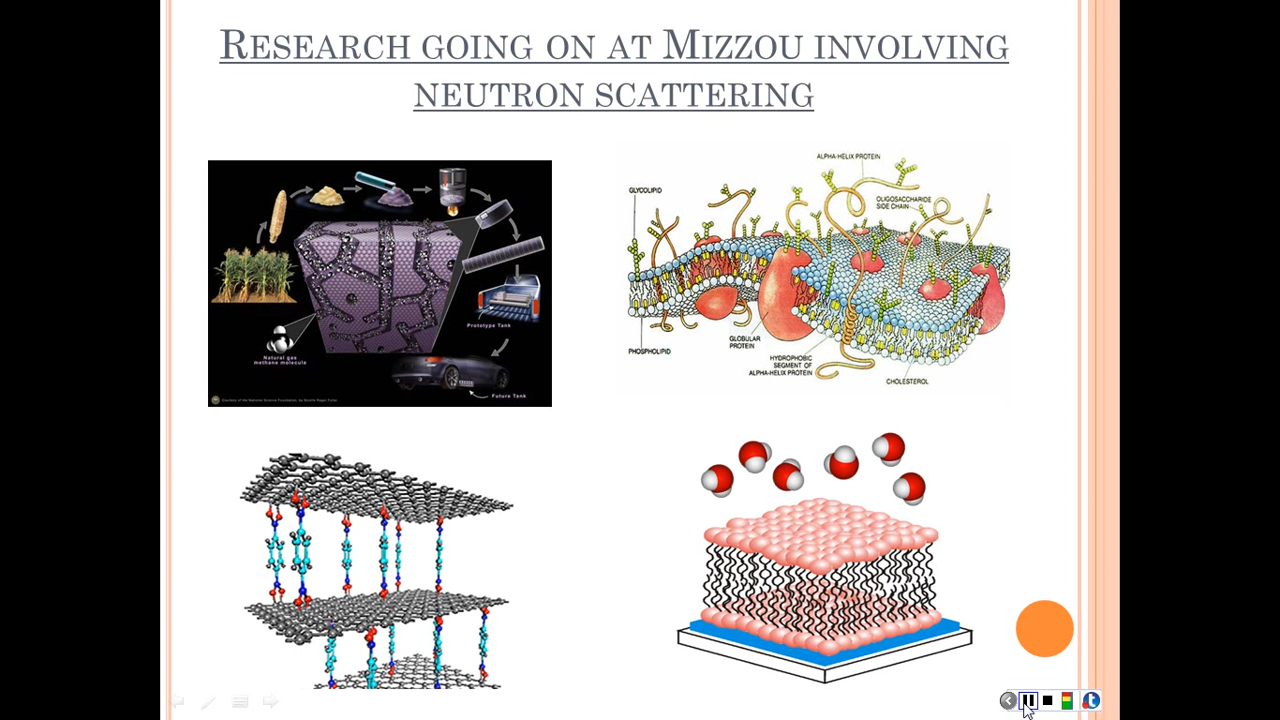 RESEARCH GOING ON AT MIZZOU INVOLVING
NEUTRON SCATTERING
Prototype Tank
Natural gas
methane molecule
Future Tank
ALPHA-HELIX PROTEIN
GLYCOLIPID
OLIGOSACCHARIDE
SIDE CHAIN
GLOBULAR
PROTEIN
PHOSPHOLIPID
HYDROPHOBIC
SEGMENT OF
ALPHA-HELIX PROTEIN
CHOLESTEROL